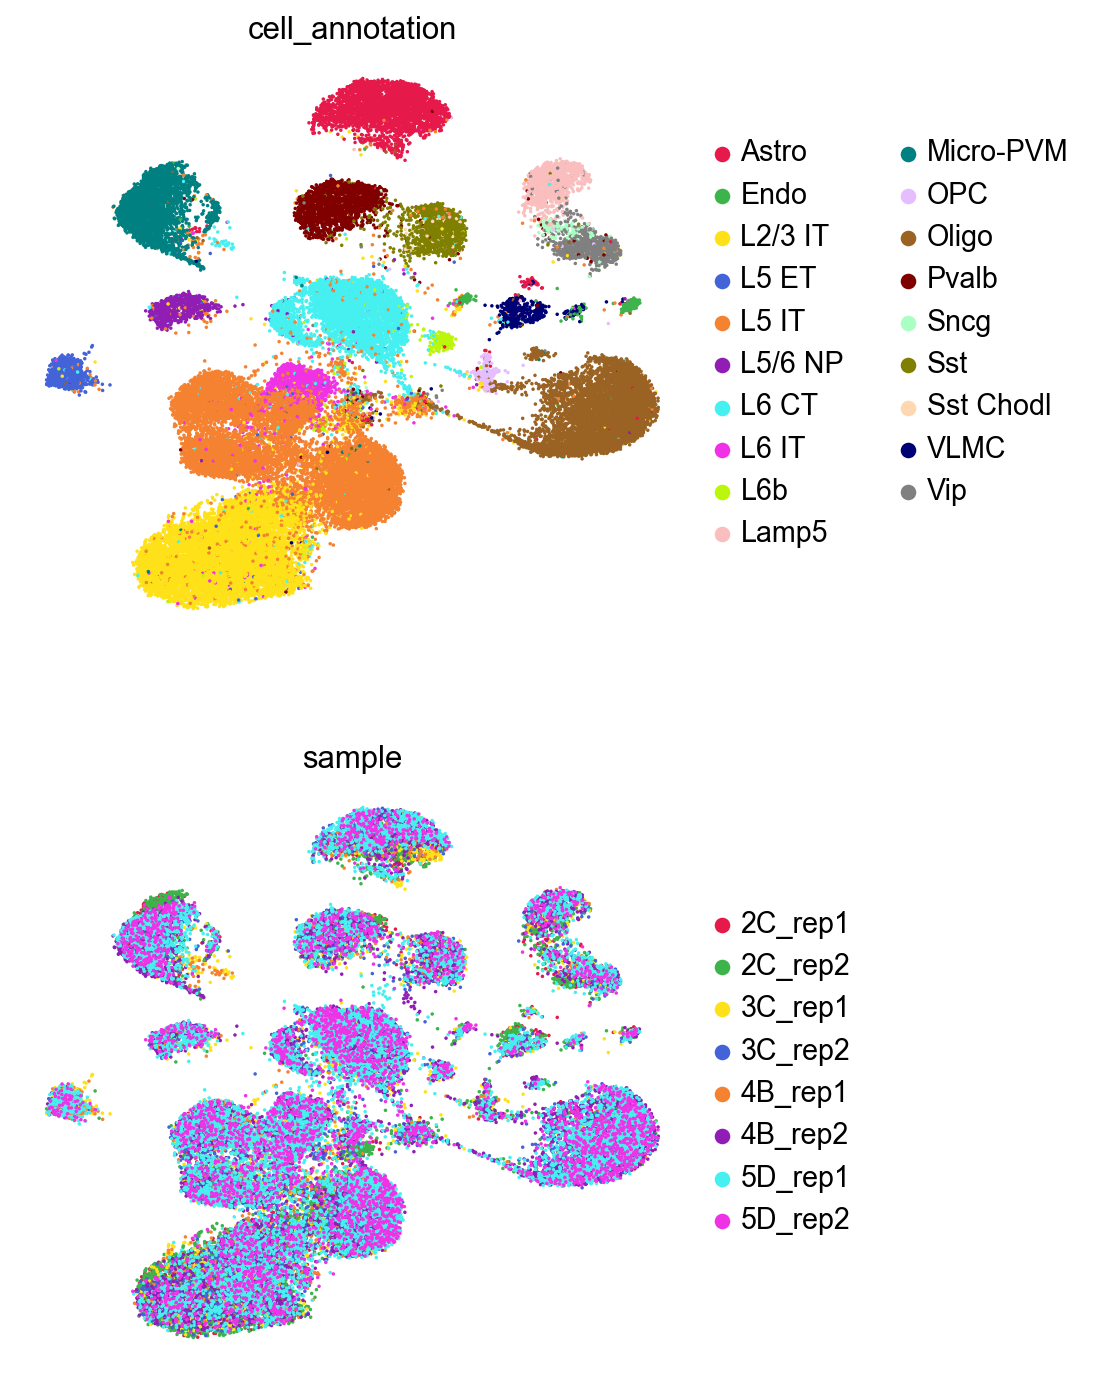 cell_annotation
Astro
Endo
L2/3 IT
L5 ET
L5 IT
L5/6 NP
L6 CT
L6 IT
L6b
Lamp5
Micro-PVM
OPC
Oligo
Pvalb
Sncg
Sst
Sst Chodl
VLMC
Vip
sample
2C_rep1
2C_rep2
3C_rep1
3C_rep2
4B_rep1
4B_rep2
5D_rep1
5D_rep2